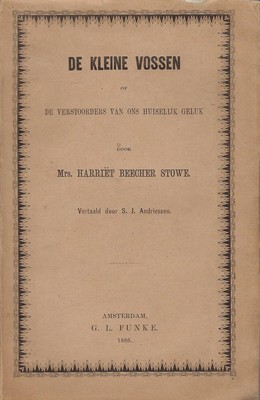 DE KLEINE VOSSEN
OF
DE VERSTOORDERS VAN ONS HUISELIJK GELUK
DOOR
Mrs. HARRIËT BEECHER STOWE.
Vertaald door S. J. Andriessen.
AMSTERDAM,
G. L. FUNKE.
1886.